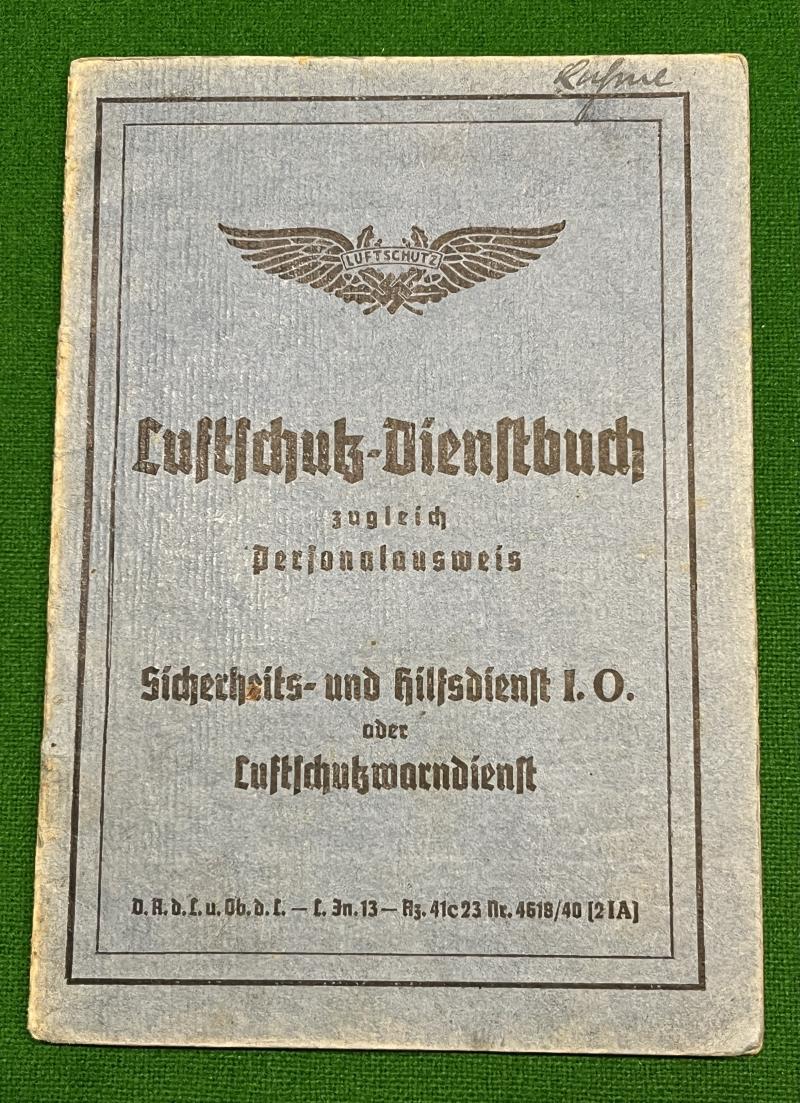 LUFTSCHUTZ
Luftschutz-Dienstbuch
zugleich
Personalausweis
Sicherheits- und Hilfsdienst I. O.
oder
Luftschutzwarndienst
D. R. d. L. u. Ob. d. L. — L. In. 13 — Az. 41c 23 Nr. 4618/40 [2 IA]